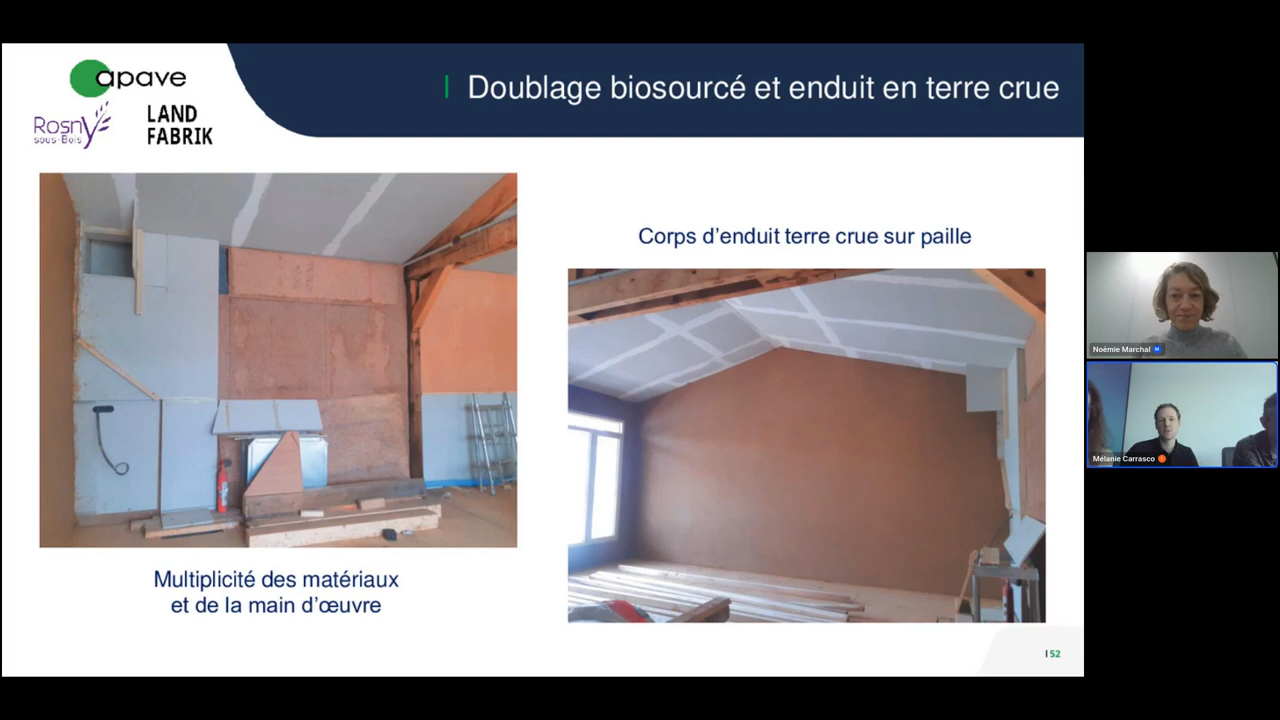 apave
Rosny
sous-Bois
LAND
FABRIK
Doublage biosourcé et enduit en terre crue
Corps d'enduit terre crue sur paille
Multiplicité des matériaux
et de la main d'œuvre
52
Noémie Marchal
Mélanie Carrasco